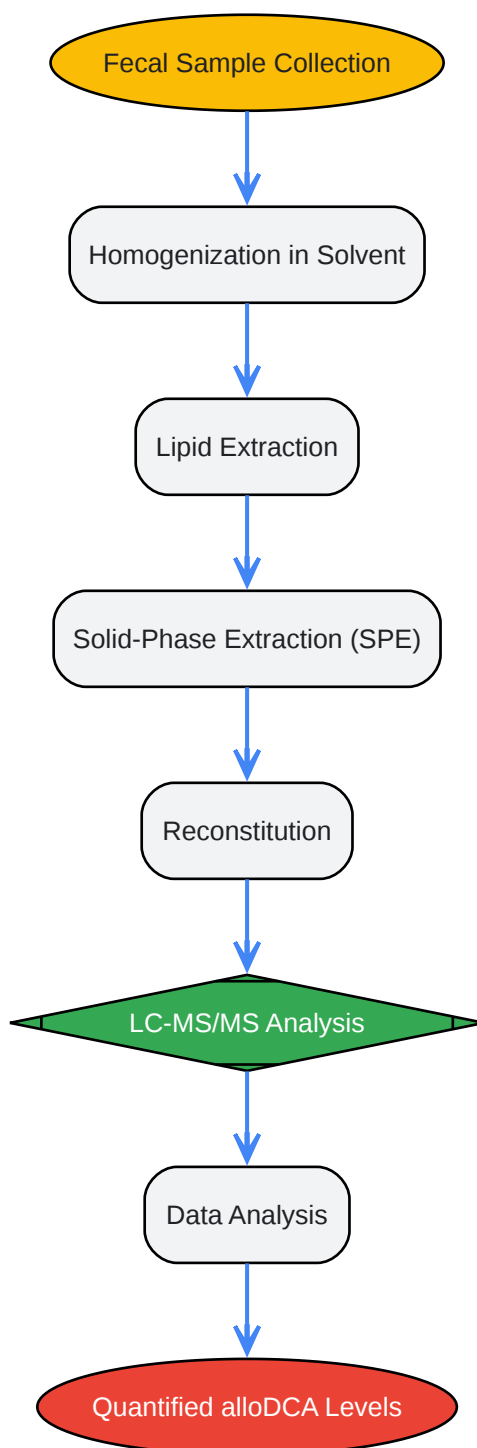 Fecal Sample Collection
Homogenization in Solvent
Lipid Extraction
Solid-Phase Extraction (SPE)
Reconstitution
LC-MS/MS Analysis
Data Analysis
Quantified alloDCA Levels